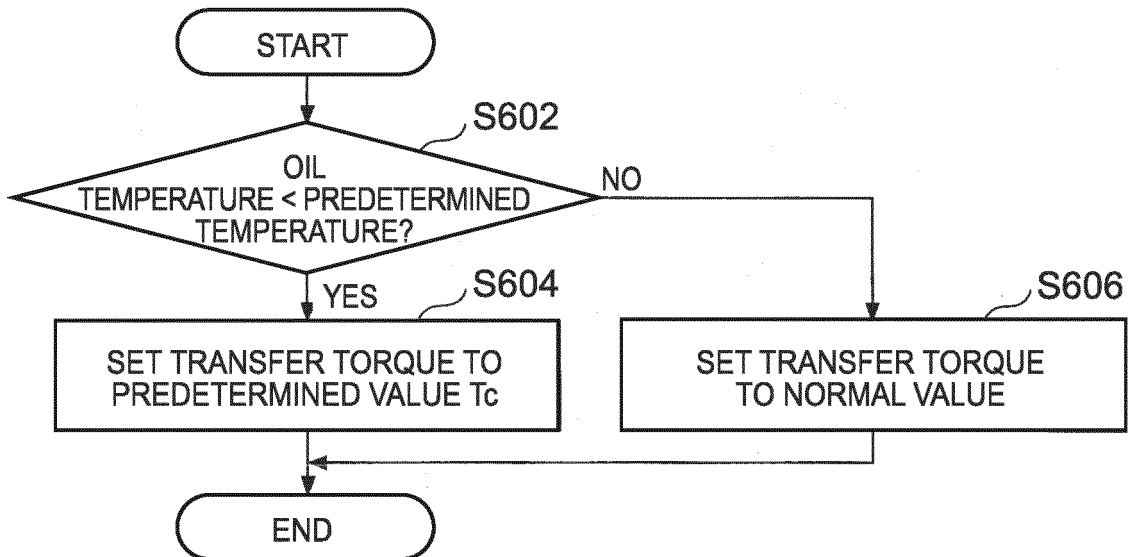 START
S602
OIL
TEMPERATURE < PREDETERMINED
TEMPERATURE?
NO
YES
S604
SET TRANSFER TORQUE TO
PREDETERMINED VALUE Tc
S606
SET TRANSFER TORQUE
TO NORMAL VALUE
END